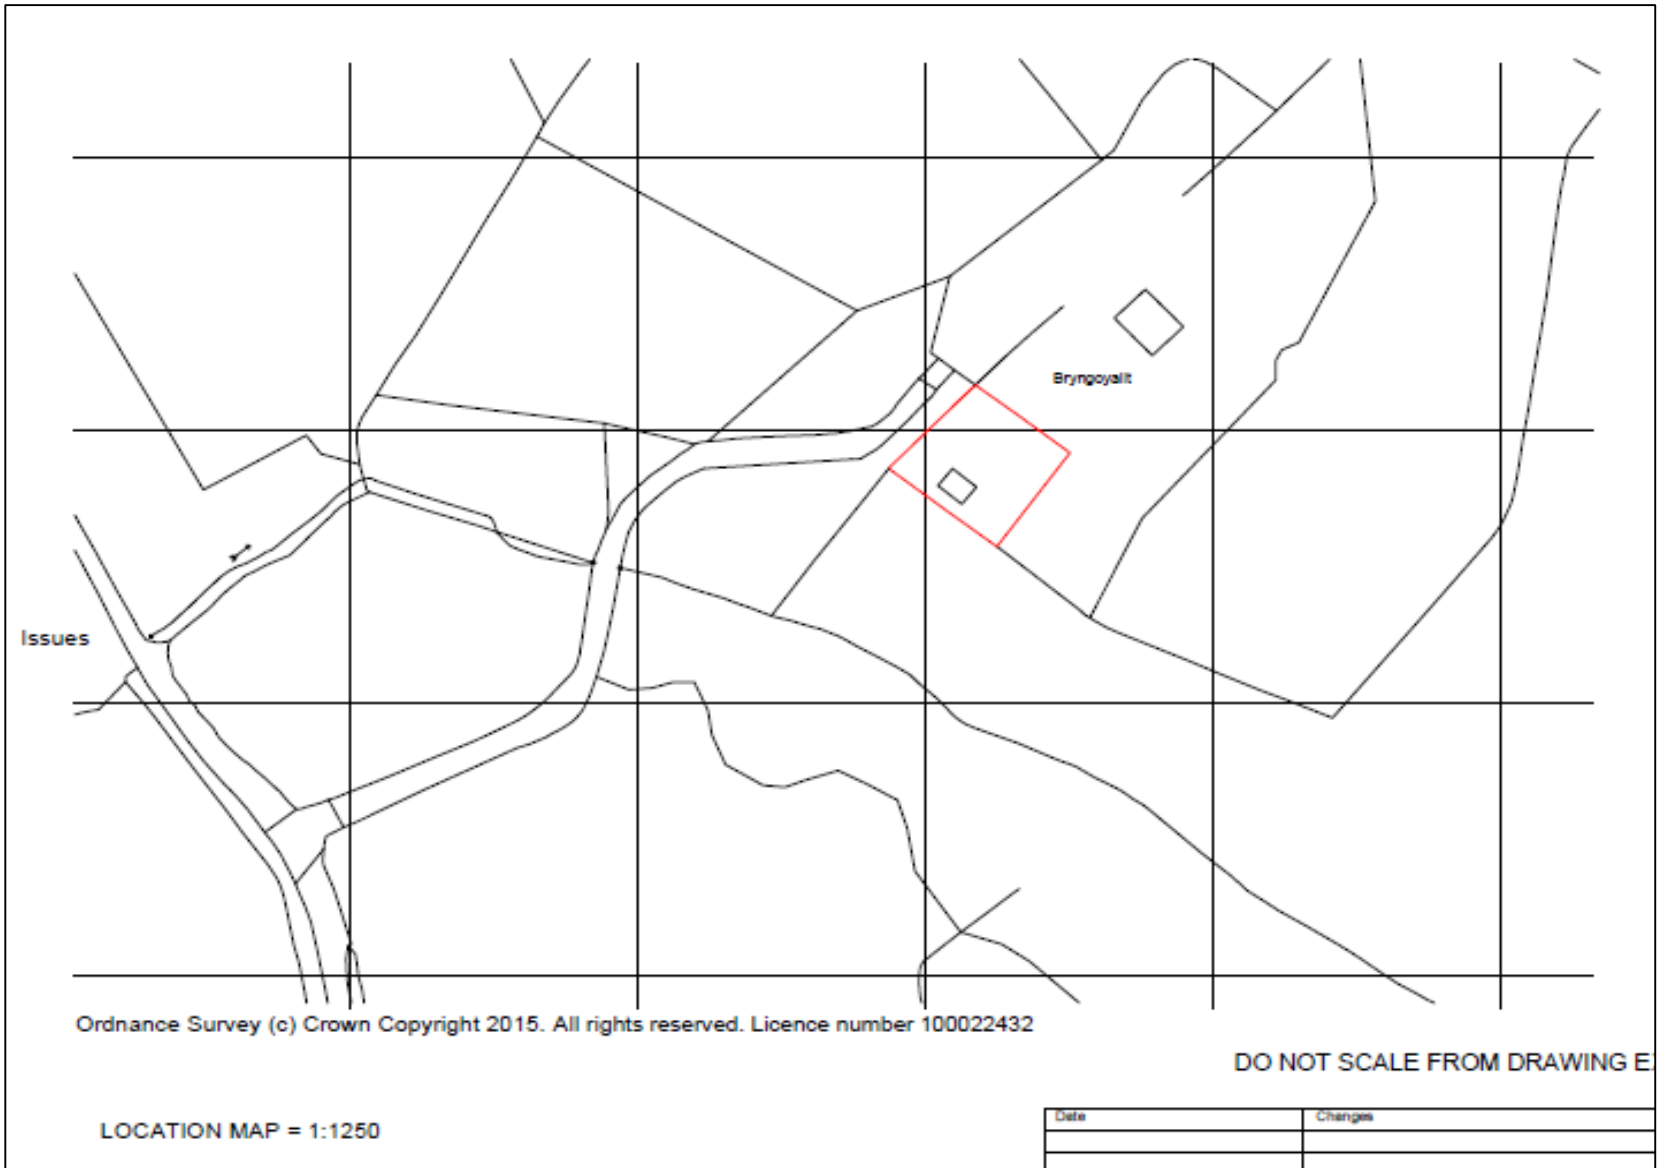 Bryngoyallt
Issues
Ordnance Survey (c) Crown Copyright 2015. All rights reserved. Licence number 100022432
DO NOT SCALE FROM DRAWING
LOCATION MAP = 1:1250
Date
Changes